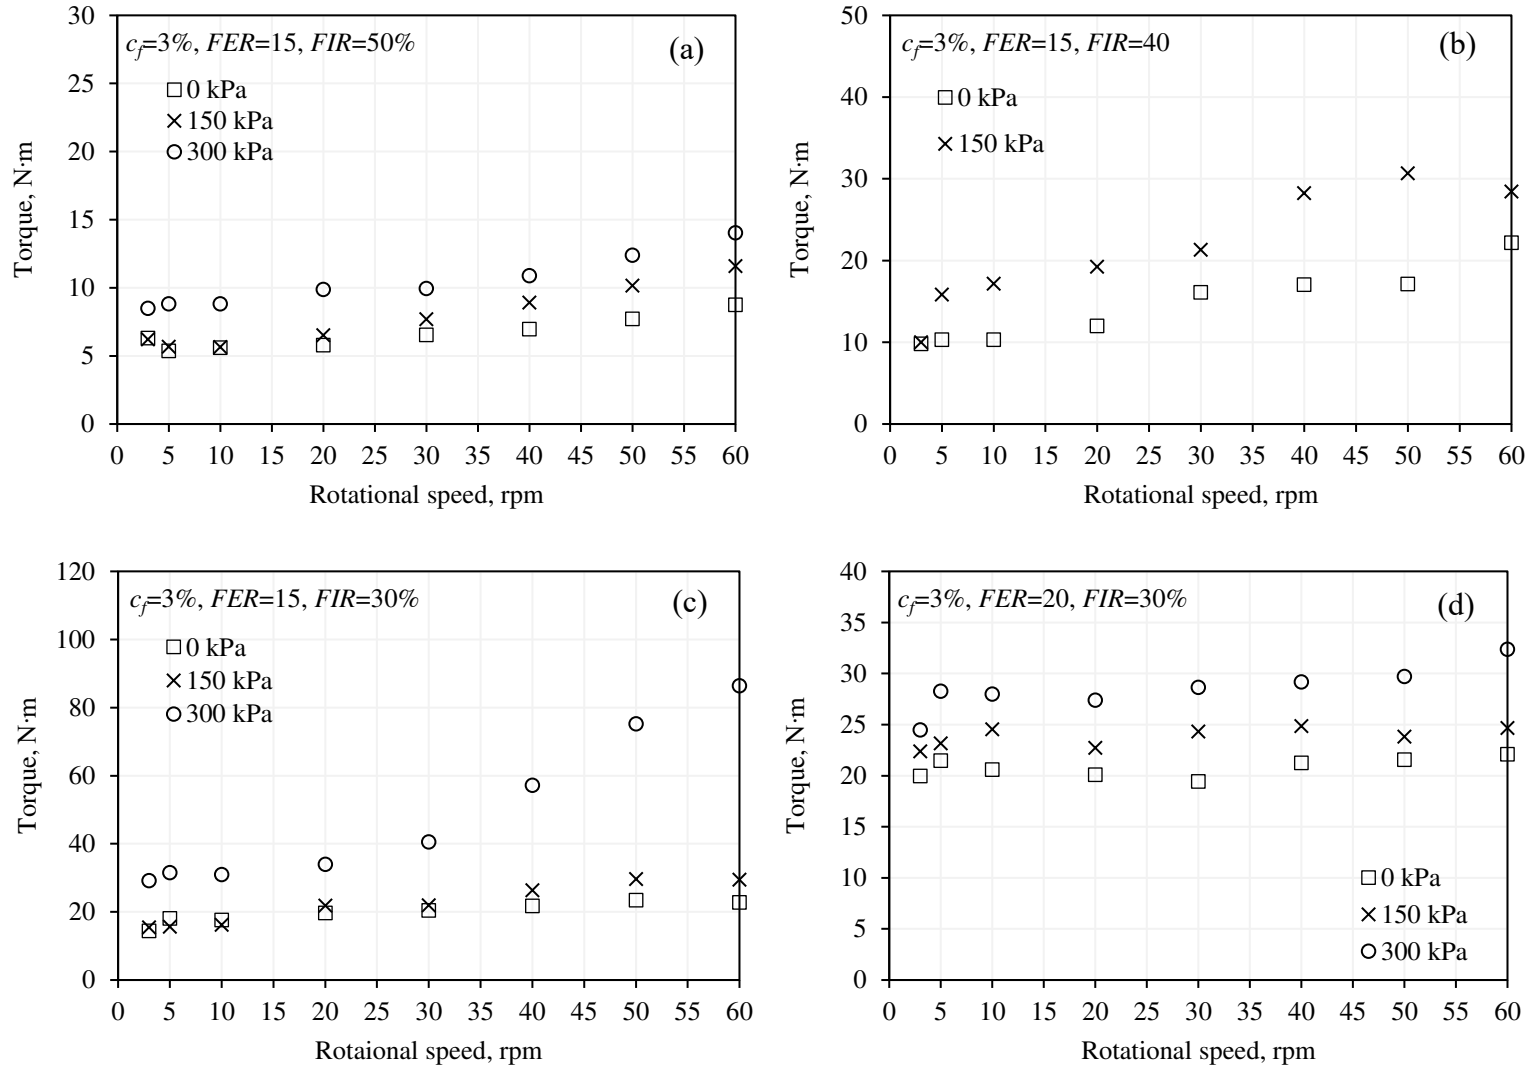 c_f=3%, FER=15, FIR=50%
(a)
0 kPa
150 kPa
300 kPa
30
25
20
15
10
5
0
Torque, N·m
0 5 10 15 20 25 30 35 40 45 50 55 60
Rotational speed, rpm
c_f=3%, FER=15, FIR=40
(b)
0 kPa
150 kPa
50
40
30
20
10
0
Torque, N·m
0 5 10 15 20 25 30 35 40 45 50 55 60
Rotational speed, rpm
c_f=3%, FER=15, FIR=30%
(c)
0 kPa
150 kPa
300 kPa
120
100
80
60
40
20
0
Torque, N·m
0 5 10 15 20 25 30 35 40 45 50 55 60
Rotaional speed, rpm
c_f=3%, FER=20, FIR=30%
(d)
0 kPa
150 kPa
300 kPa
40
35
30
25
20
15
10
5
0
Torque, N·m
0 5 10 15 20 25 30 35 40 45 50 55 60
Rotational speed, rpm